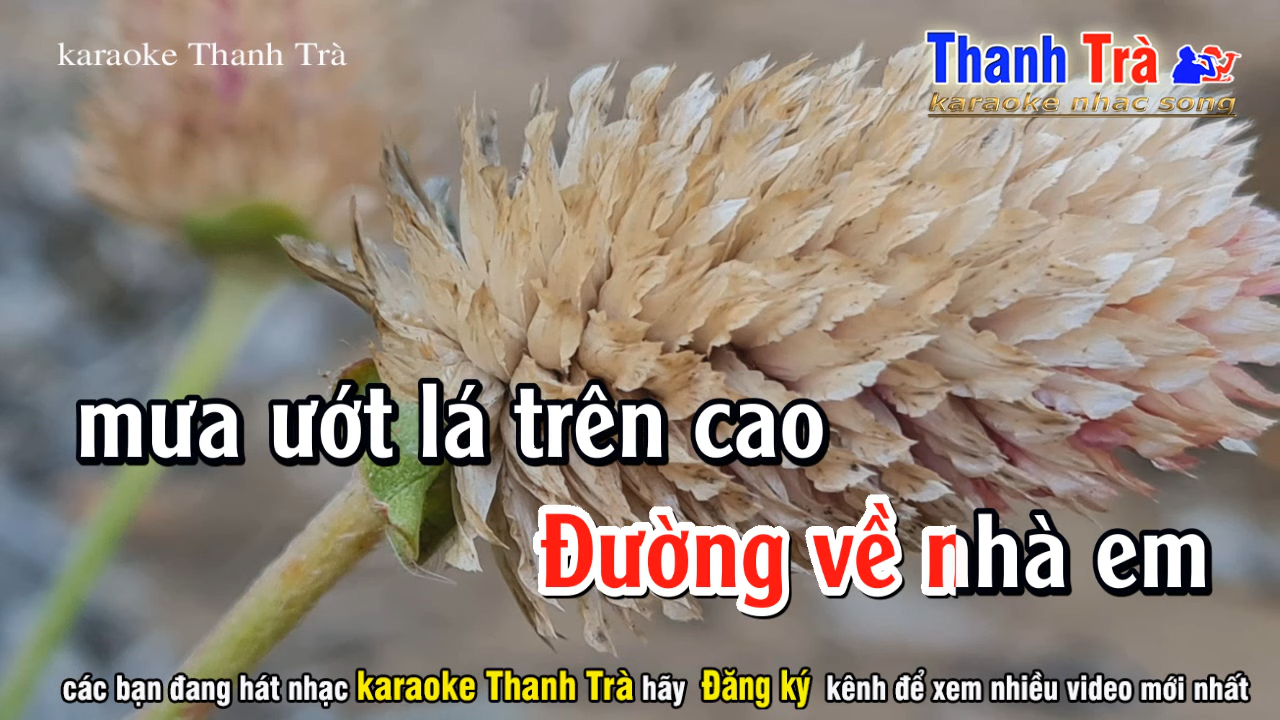 karaoke Thanh Trà
Thanh Trà
karaoke nhac song
mưa ướt lá trên cao
Đường về nhà em
các bạn đang hát nhạc karaoke Thanh Trà hãy Đăng ký kênh để xem nhiều video mới nhất